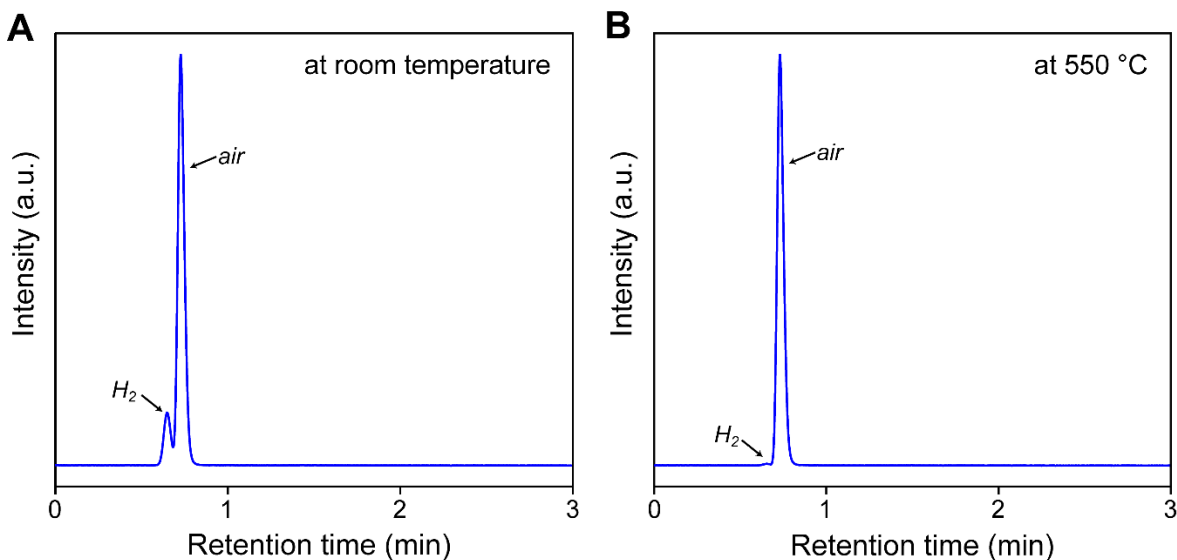 A
at room temperature
air
H2
Intensity (a.u.)
0 1 2 3
Retention time (min)
B
at 550 °C
air
H2
Intensity (a.u.)
0 1 2 3
Retention time (min)